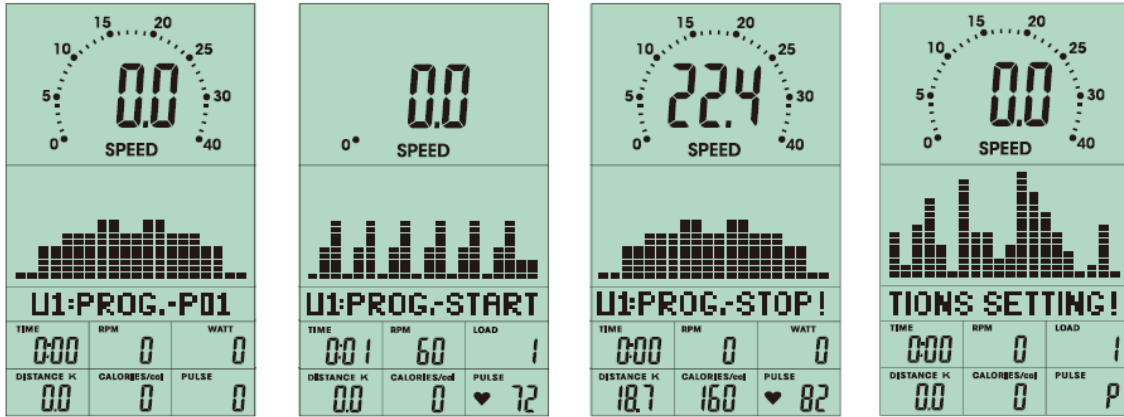 15 20
10 25
0.0
5 30
0 SPEED 40
U1:PROG.-P01
TIME RPM WATT
0:00 0 0
DISTANCE K CALORIES/cal PULSE
0.0 0
0.0
0 SPEED
U1:PROG.-START
TIME RPM LOAD
0:01 60 1
DISTANCE K CALORIES/cal PULSE
0.0 0 ♥ 72
15 20
10 25
22.4
5 30
0 SPEED 40
U1:PROG.-STOP!
TIME RPM WATT
0:00 0 0
DISTANCE K CALORIES/cal PULSE
18.7 160 ♥ 82
15 20
10 25
0.0
5 30
0 SPEED 40
TIONS SETTING!
TIME RPM LOAD
0:00 0 1
DISTANCE K CALORIES/cal PULSE
0.0 0 P